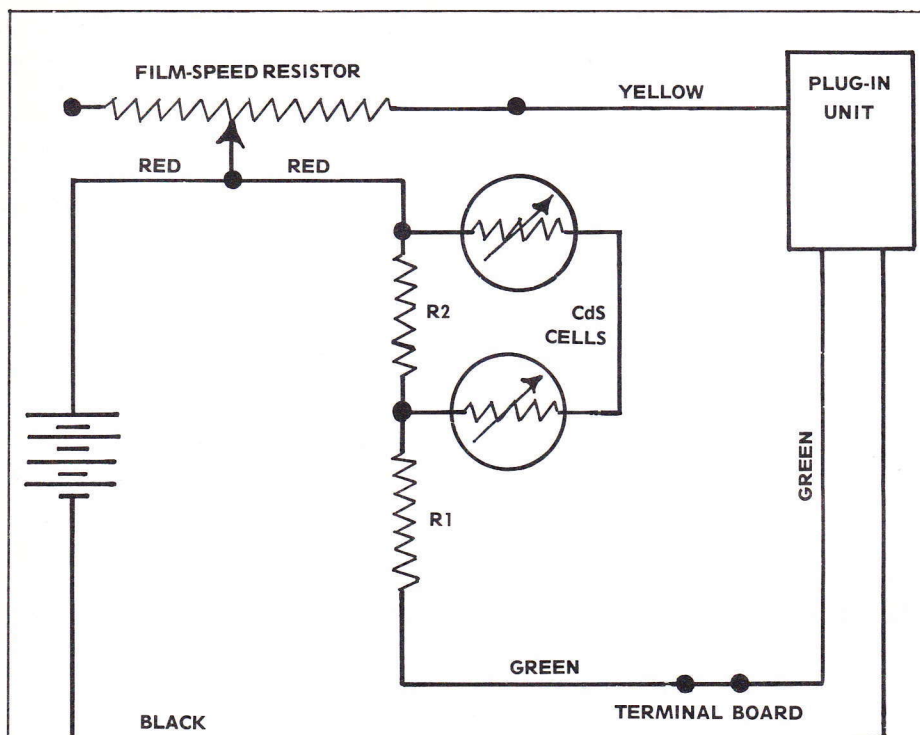 FILM-SPEED RESISTOR
YELLOW
PLUG-IN
UNIT
RED
RED
R2
CdS
CELLS
R1
GREEN
GREEN
TERMINAL BOARD
BLACK